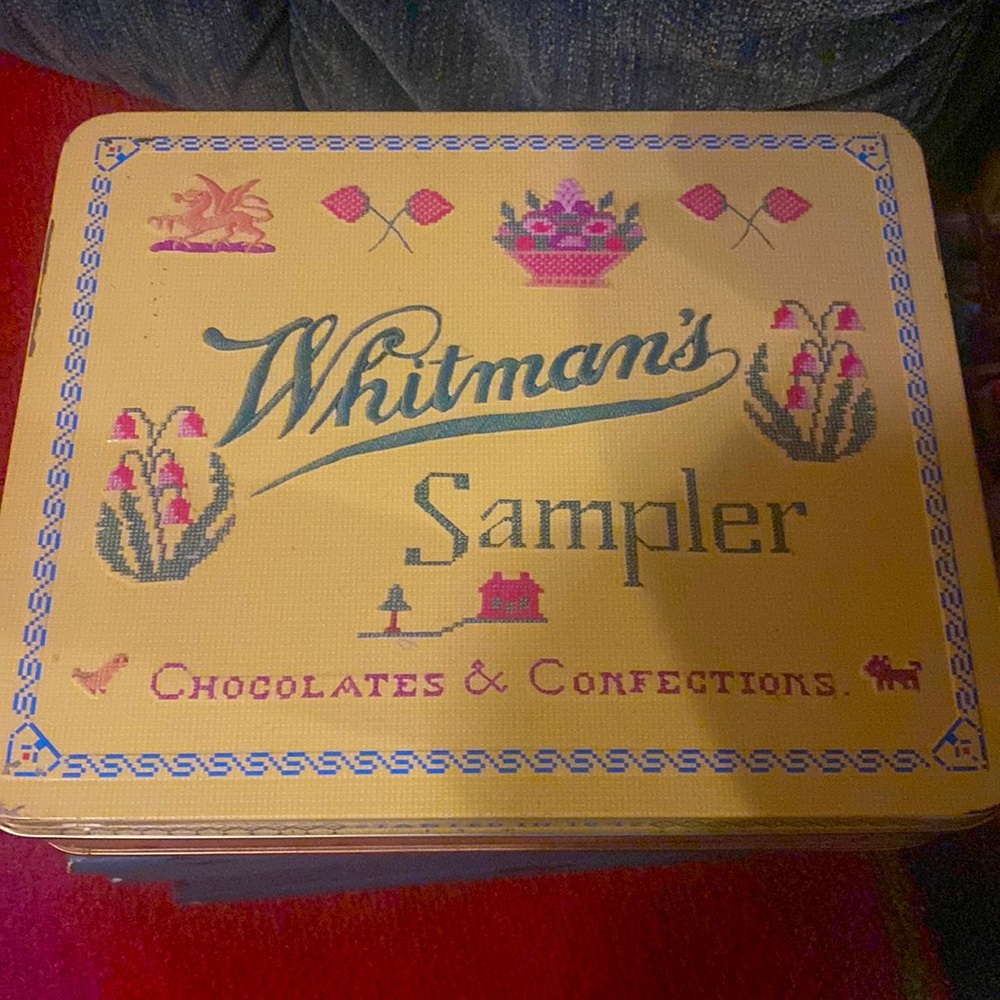 Whitman's
Sampler
CHOCOLATES & CONFECTIONS.